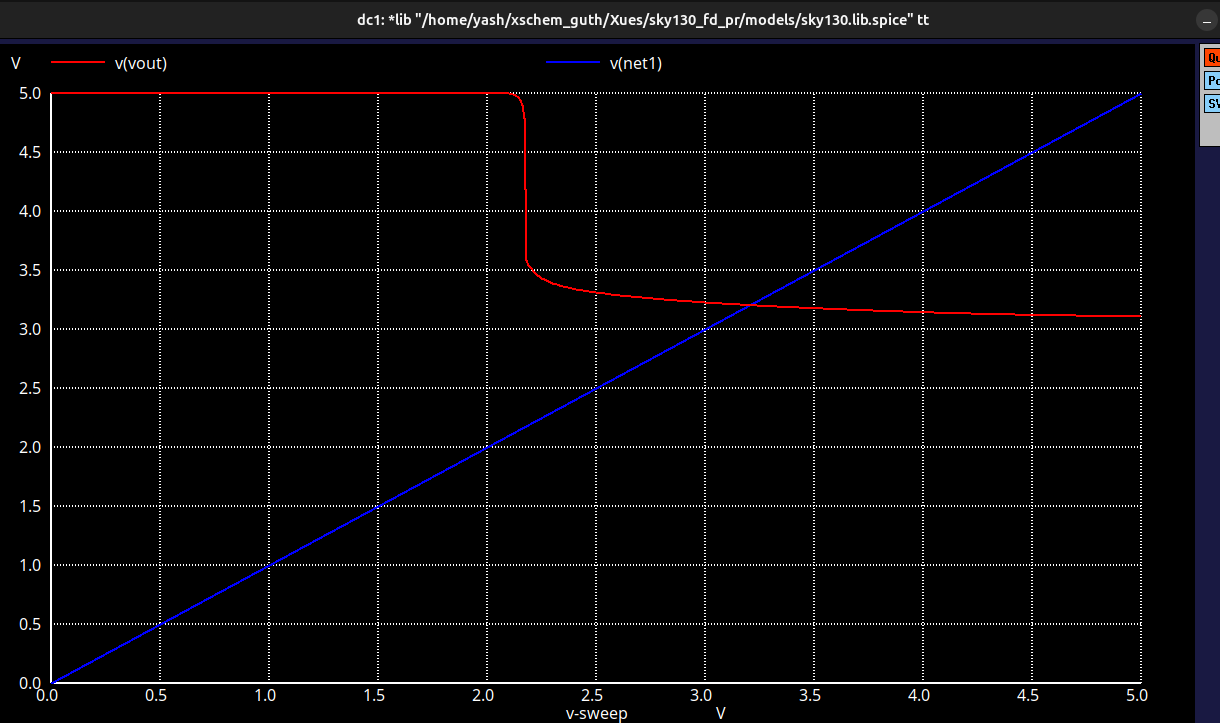 dc1: *lib "/home/yash/xschem_guth/Xues/sky130_fd_pr/models/sky130.lib.spice" tt
V v(vout) v(net1)
Qu
5.0
Po
SV
4.5
4.0
3.5
3.0
2.5
2.0
1.5
1.0
0.5
0.0
0.0 0.5 1.0 1.5 2.0 2.5 3.0 3.5 4.0 4.5 5.0
v-sweep V